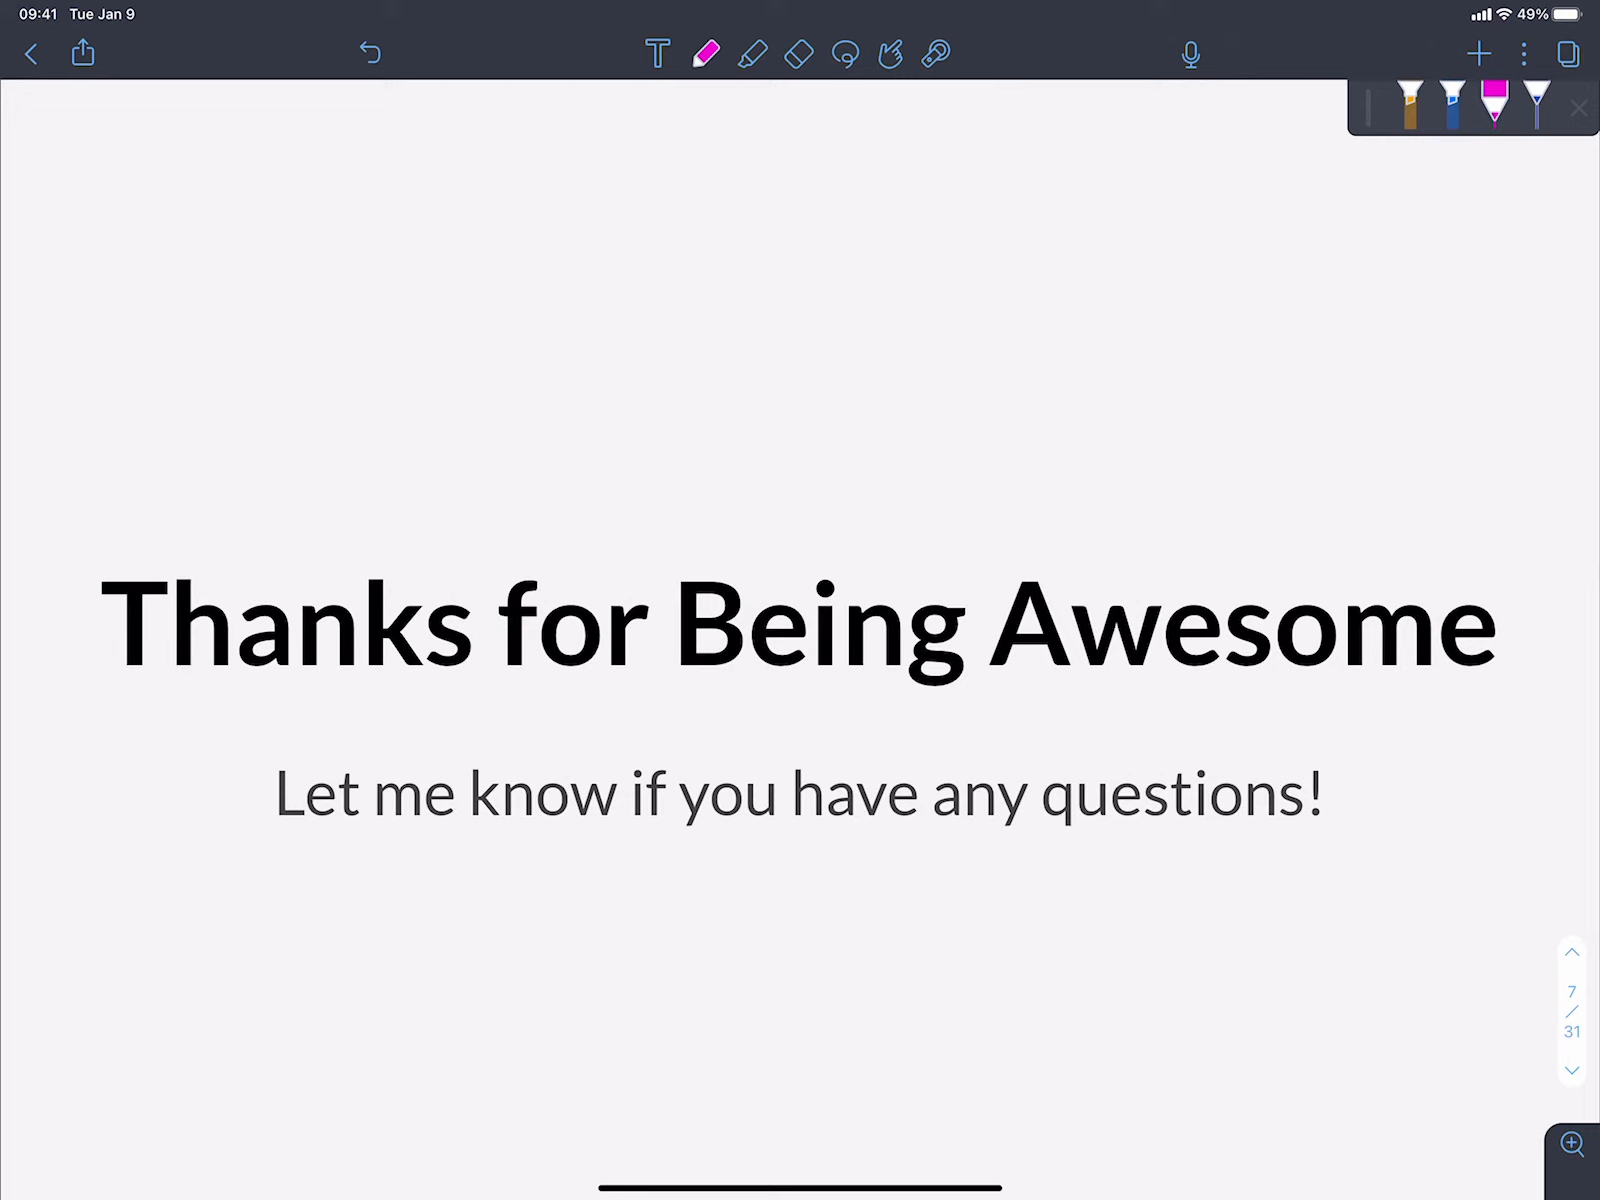 09:41 Tue Jan 9
49%
Thanks for Being Awesome
Let me know if you have any questions!
7
/
31